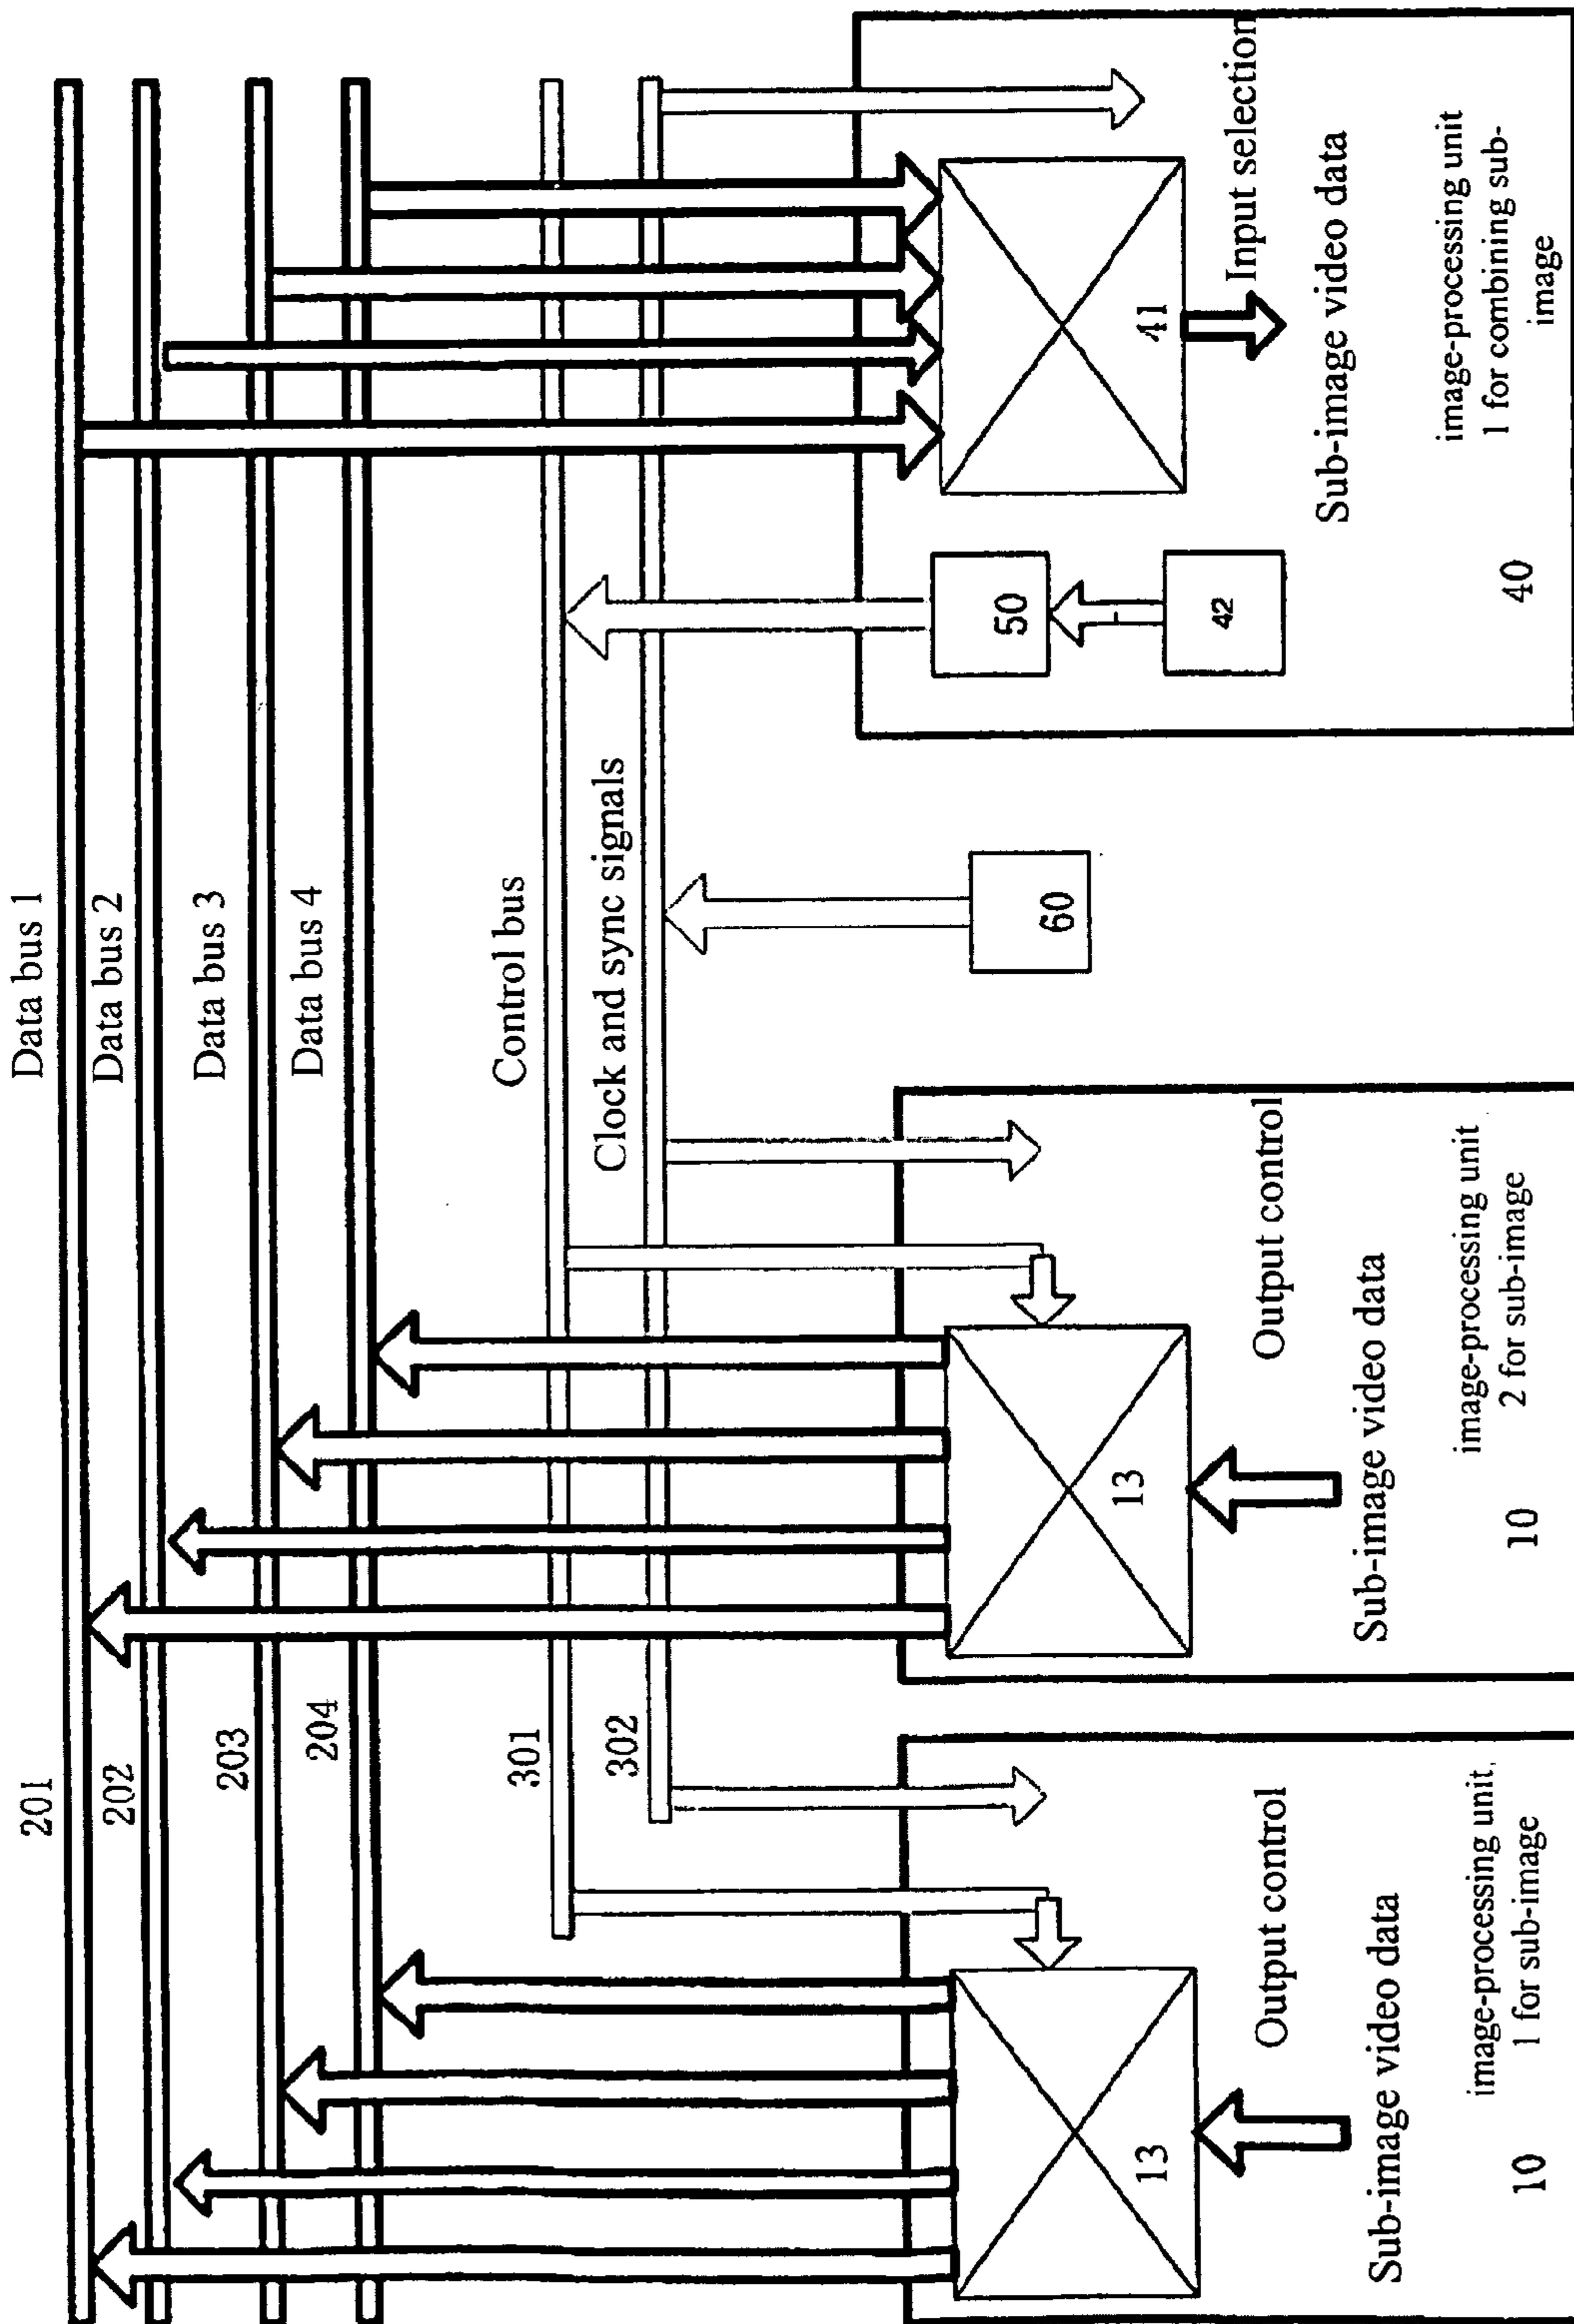 Data bus 1
201
Data bus 2
202
Data bus 3
203
Data bus 4
204
Control bus
301
Clock and sync signals
302
60
13
Output control
Sub-image video data
image-processing unit
1 for sub-image
10
13
Output control
Sub-image video data
image-processing unit
2 for sub-image
10
50
42
41
Input selection
Sub-image video data
image-processing unit
1 for combining sub-
image
40